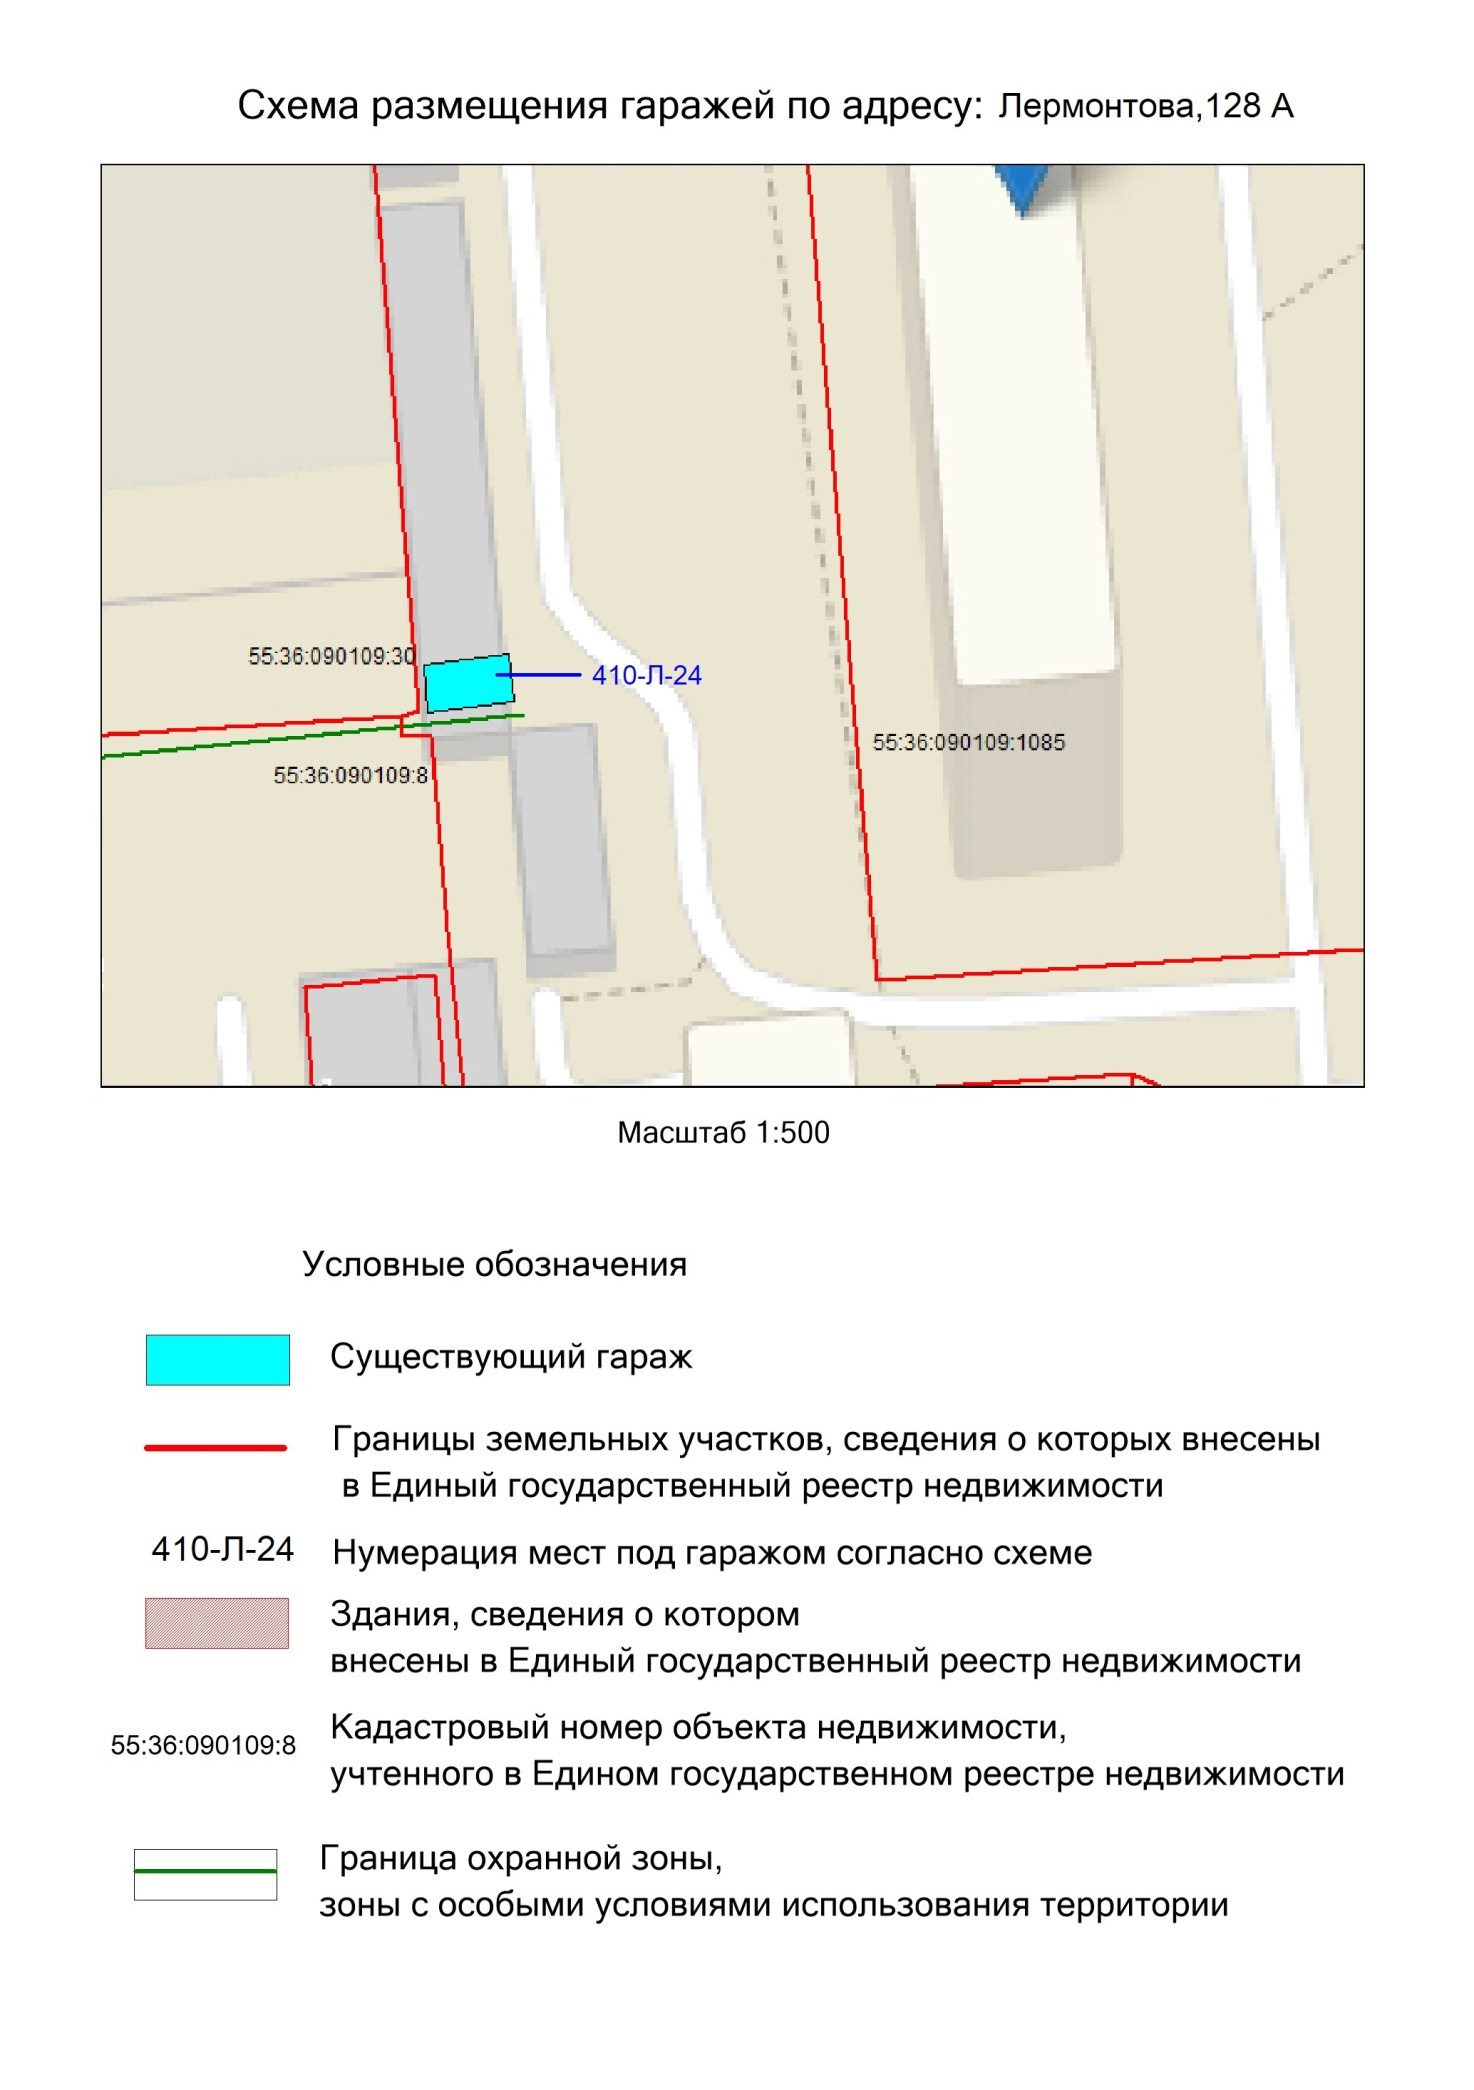 Схема размещения гаражей по адресу: Лермонтова,128 А
55:36:090109:30
410-Л-24
55:36:090109:1085
55:36:090109:8
Масштаб 1:500
Условные обозначения
Существующий гараж
Границы земельных участков, сведения о которых внесены
в Единый государственный реестр недвижимости
410-Л-24 Нумерация мест под гаражом согласно схеме
Здания, сведения о котором
внесены в Единый государственный реестр недвижимости
55:36:090109:8 Кадастровый номер объекта недвижимости,
учтенного в Едином государственном реестре недвижимости
Граница охранной зоны,
зоны с особыми условиями использования территории